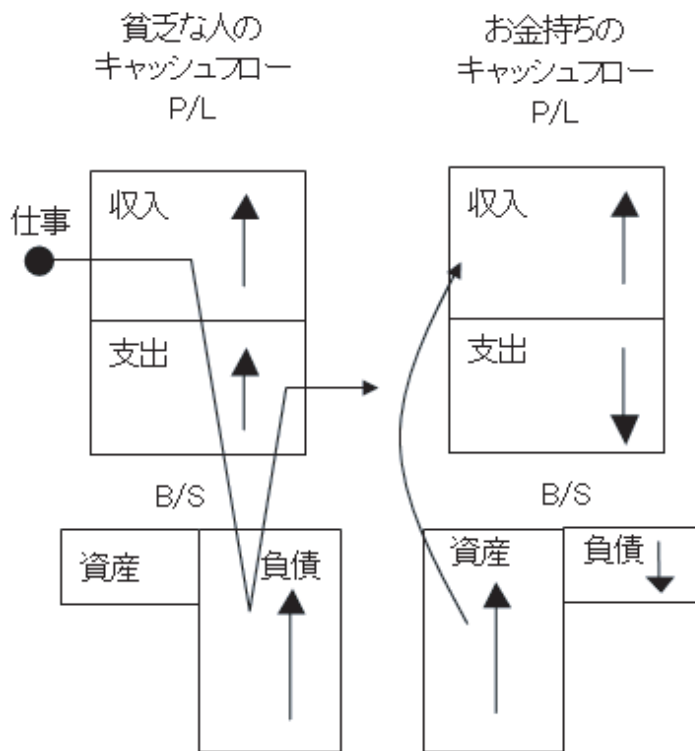 貧乏な人の
キャッシュフロー
P/L
仕事
収入
支出
B/S
資産
負債
お金持ちの
キャッシュフロー
P/L
収入
支出
B/S
資産
負債